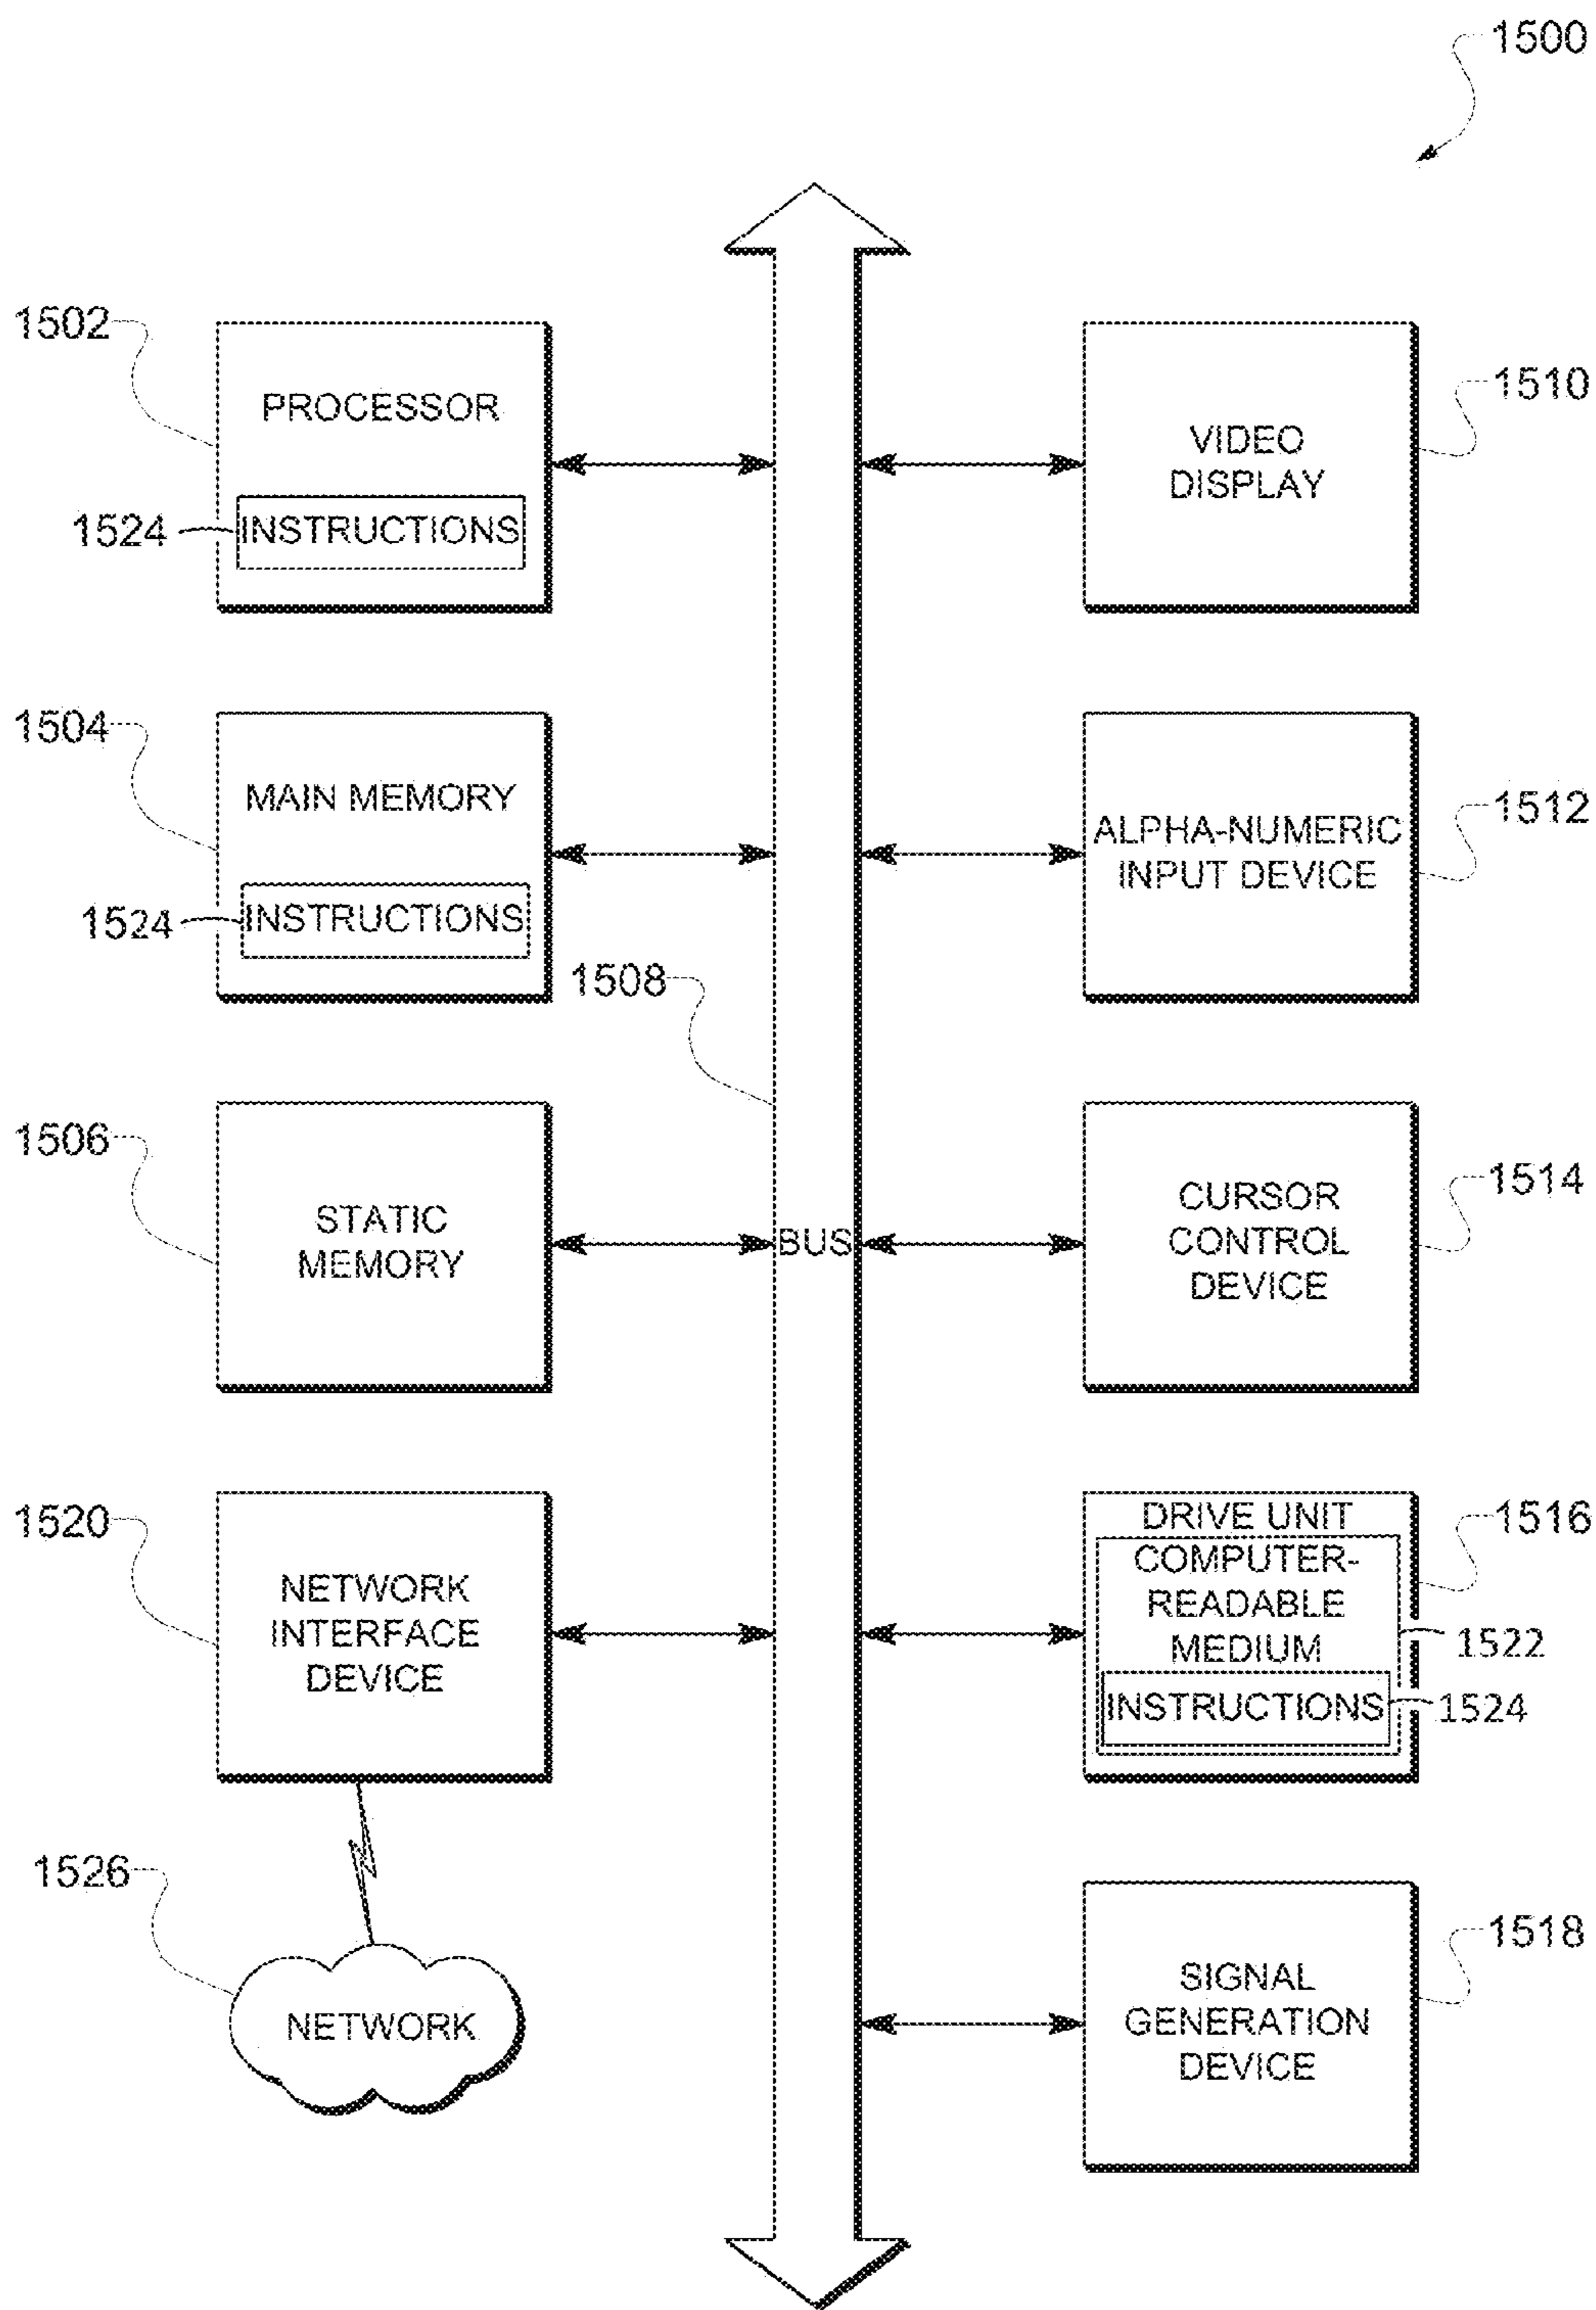 1500
1502
PROCESSOR
1524
INSTRUCTIONS
1510
VIDEO
DISPLAY
1504
MAIN MEMORY
1524
INSTRUCTIONS
1512
ALPHA-NUMERIC
INPUT DEVICE
1508
BUS
1506
STATIC
MEMORY
1514
CURSOR
CONTROL
DEVICE
1520
NETWORK
INTERFACE
DEVICE
1516
DRIVE UNIT
COMPUTER-
READABLE
MEDIUM
1522
INSTRUCTIONS
1524
1526
NETWORK
1518
SIGNAL
GENERATION
DEVICE